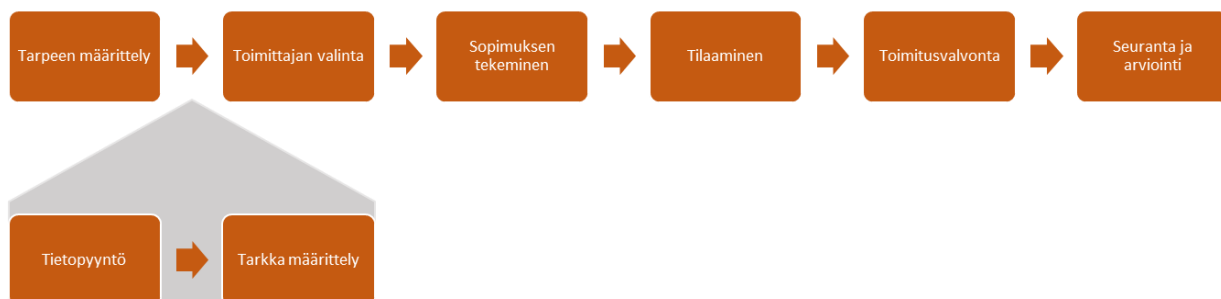 Tarpeen määrittely
Toimittajan valinta
Sopimuksen
tekeminen
Tilaaminen
Toimitusvalvonta
Seuranta ja
arviointi
Tietopyyntö
Tarkka määrittely